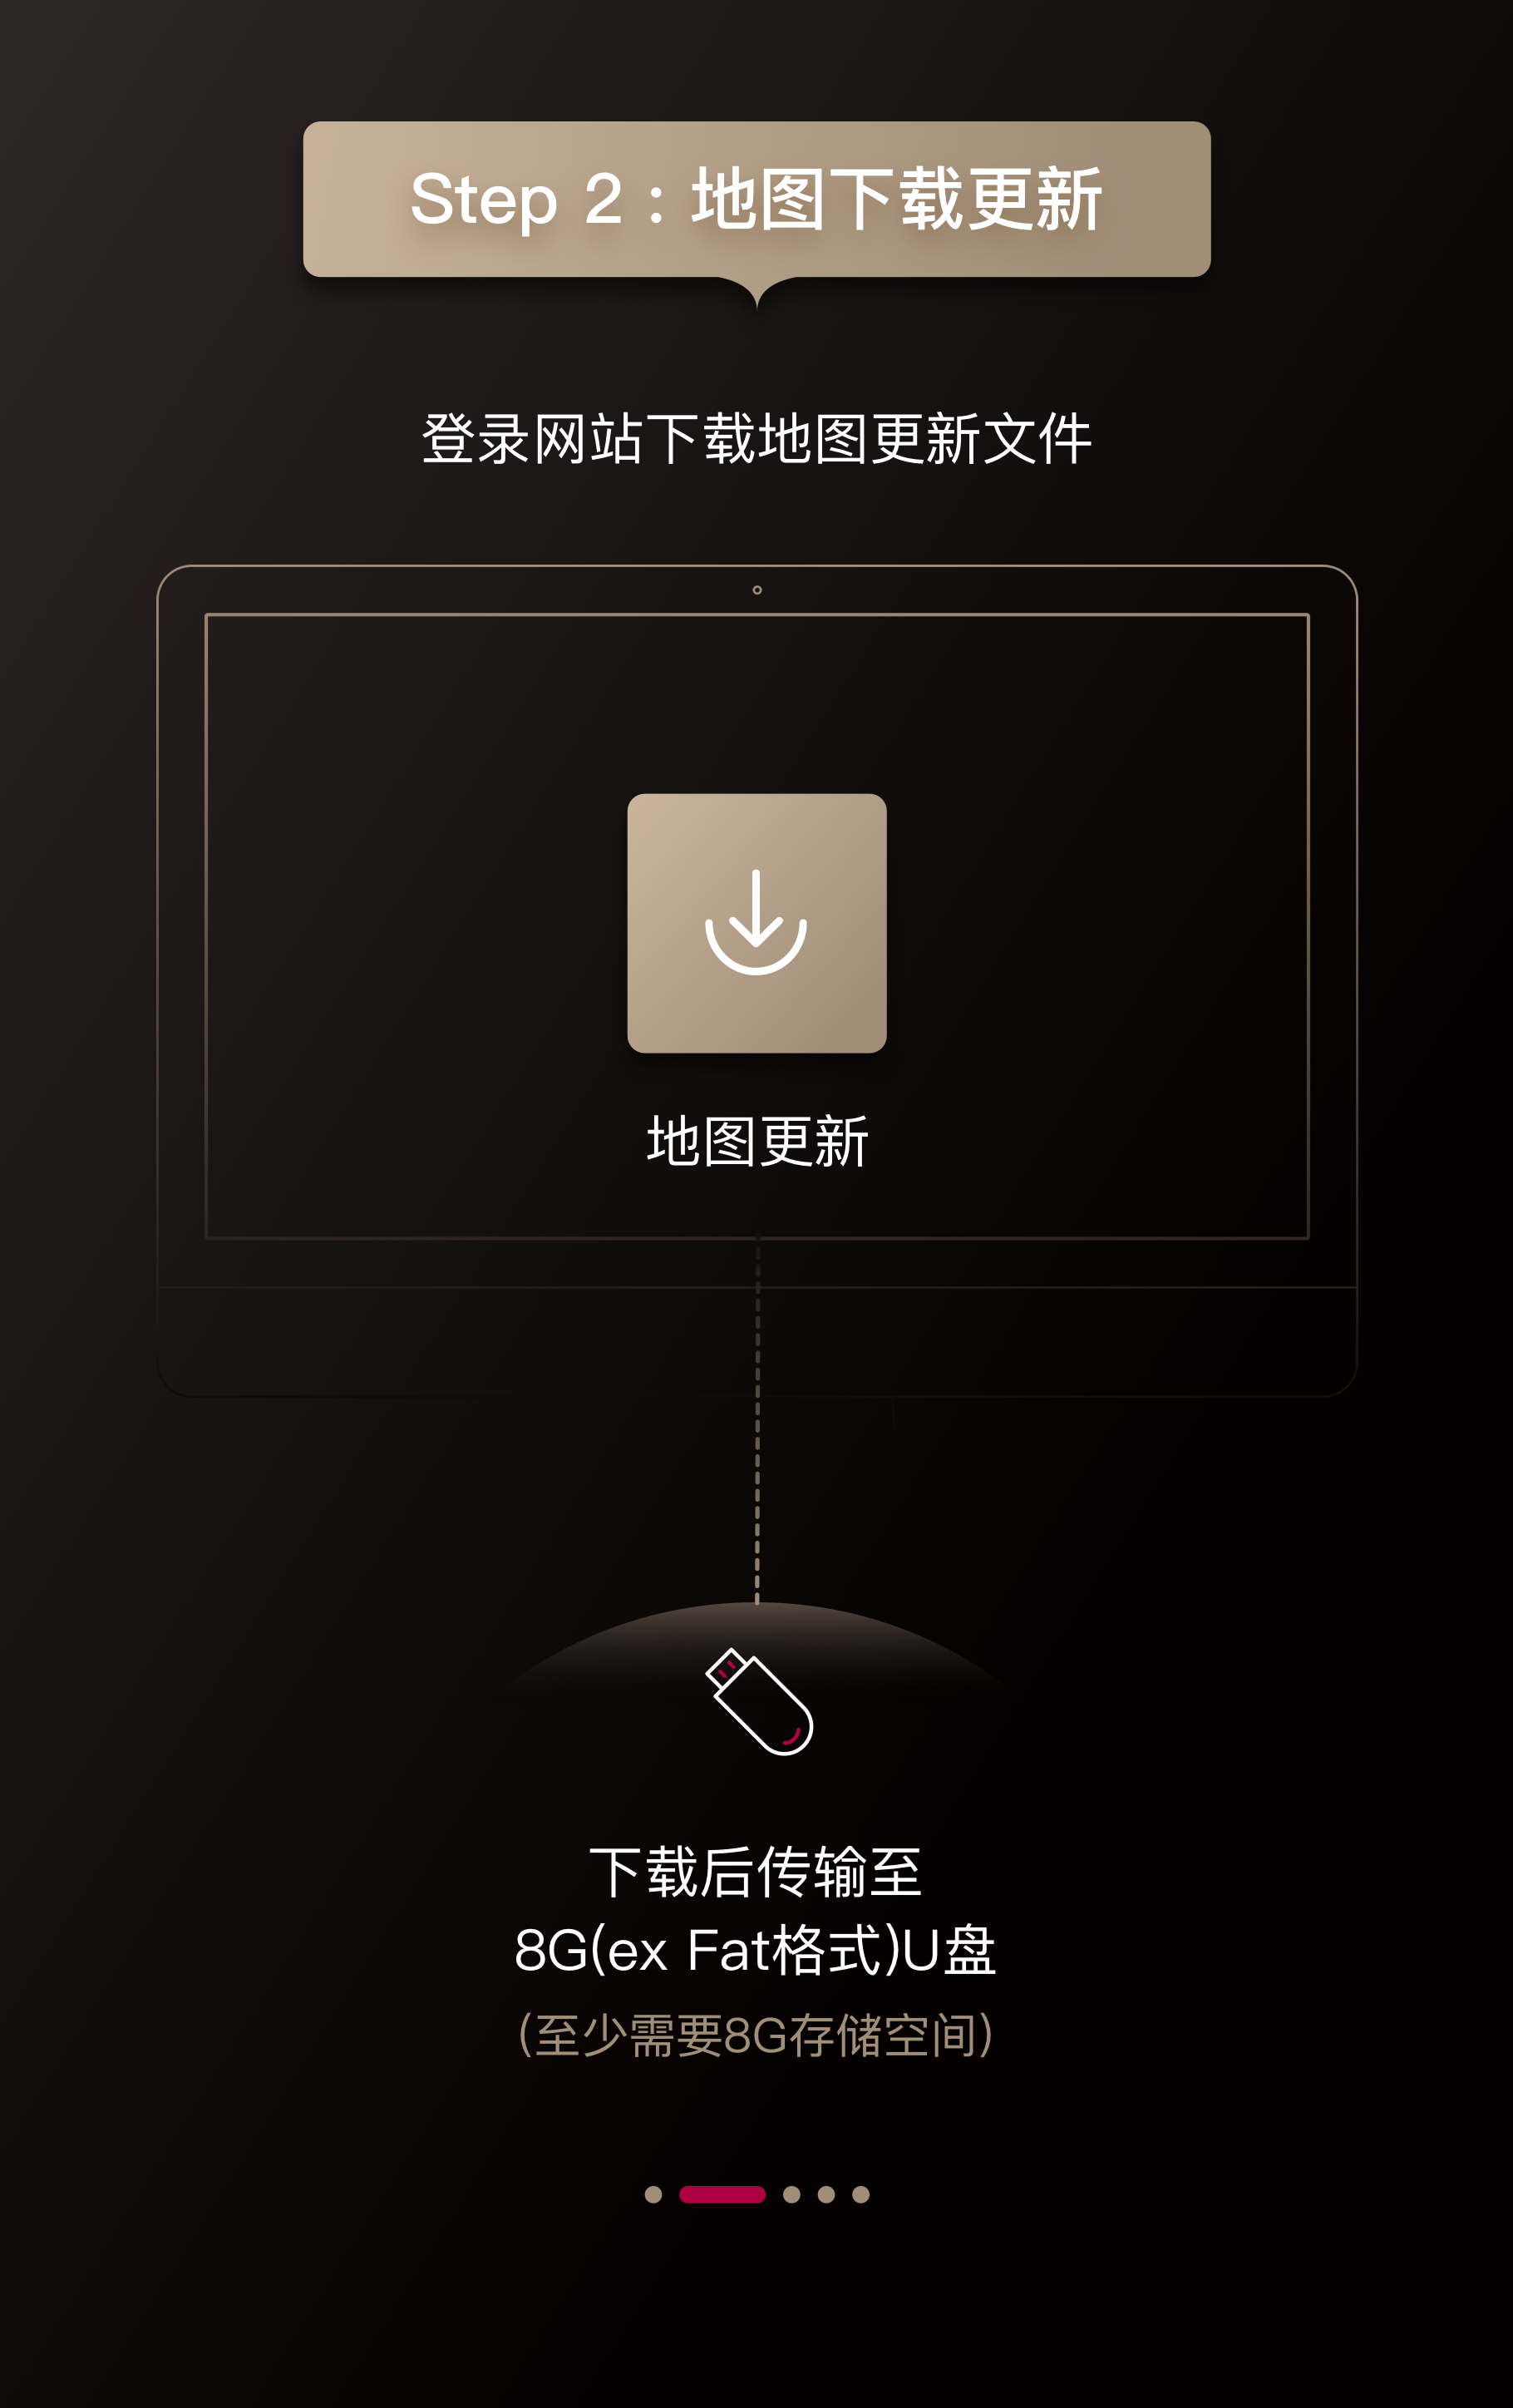 Step 2 : 地图下载更新
登录网站下载地图更新文件
地图更新
下载后传输至
8G(ex Fat格式)U盘
(至少需要8G存储空间)